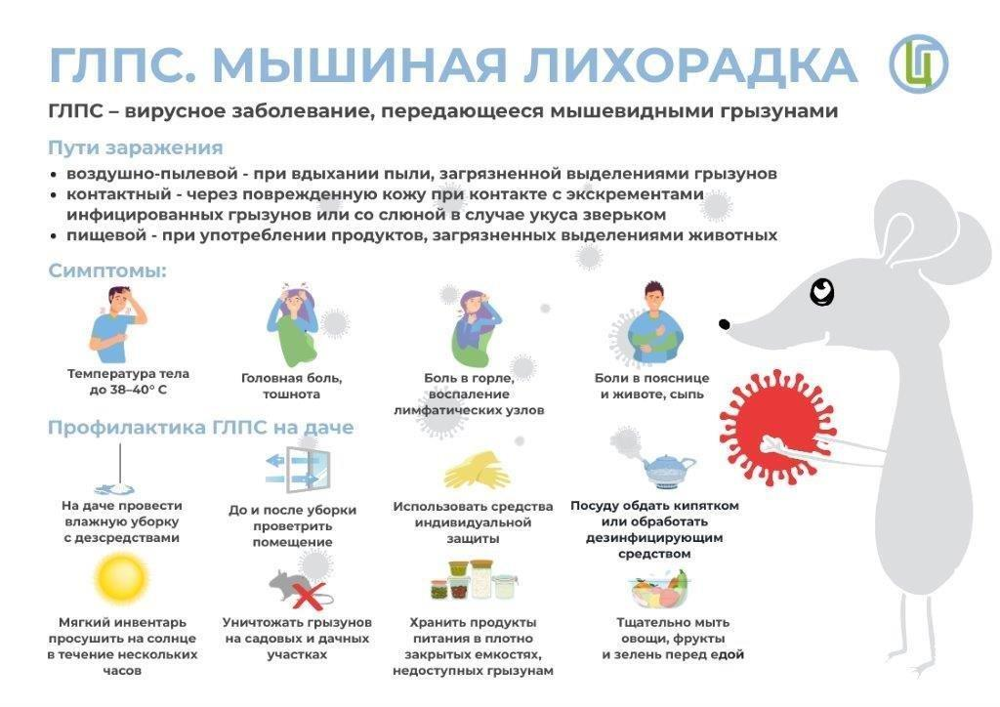 ГЛПС. МЫШИНАЯ ЛИХОРАДКА
ГЛПС – вирусное заболевание, передающееся мышевидными грызунами
Пути заражения
• воздушно-пылевой - при вдыхании пыли, загрязненной выделениями грызунов
• контактный - через поврежденную кожу при контакте с экскрементами
инфицированных грызунов или со слюной в случае укуса зверьком
• пищевой - при употреблении продуктов, загрязненных выделениями животных
Симптомы:
Температура тела
до 38–40° С
Головная боль,
тошнота
Боль в горле,
воспаление
лимфатических узлов
Боли в пояснице
и животе, сыпь
Профилактика ГЛПС на даче
На даче провести
влажную уборку
с дезсредствами
До и после уборки
проветрить
помещение
Использовать средства
индивидуальной
защиты
Посуду обдать кипятком
или обработать
дезинфицирующим
средством
Мягкий инвентарь
просушить на солнце
в течение нескольких
часов
Уничтожать грызунов
на садовых и дачных
участках
Хранить продукты
питания в плотно
закрытых емкостях,
недоступных грызунам
Тщательно мыть
овощи, фрукты
и зелень перед едой